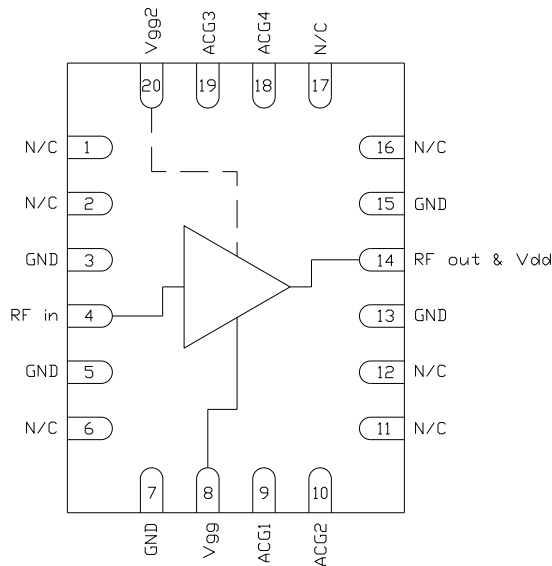 Vgg2 ACG3 ACG4 N/C
20 19 18 17
N/C 1 16 N/C
N/C 2 15 GND
GND 3 14 RF out & Vdd
RF in 4 13 GND
GND 5 12 N/C
N/C 6 11 N/C
7 8 9 10
GND Vgg ACG1 ACG2